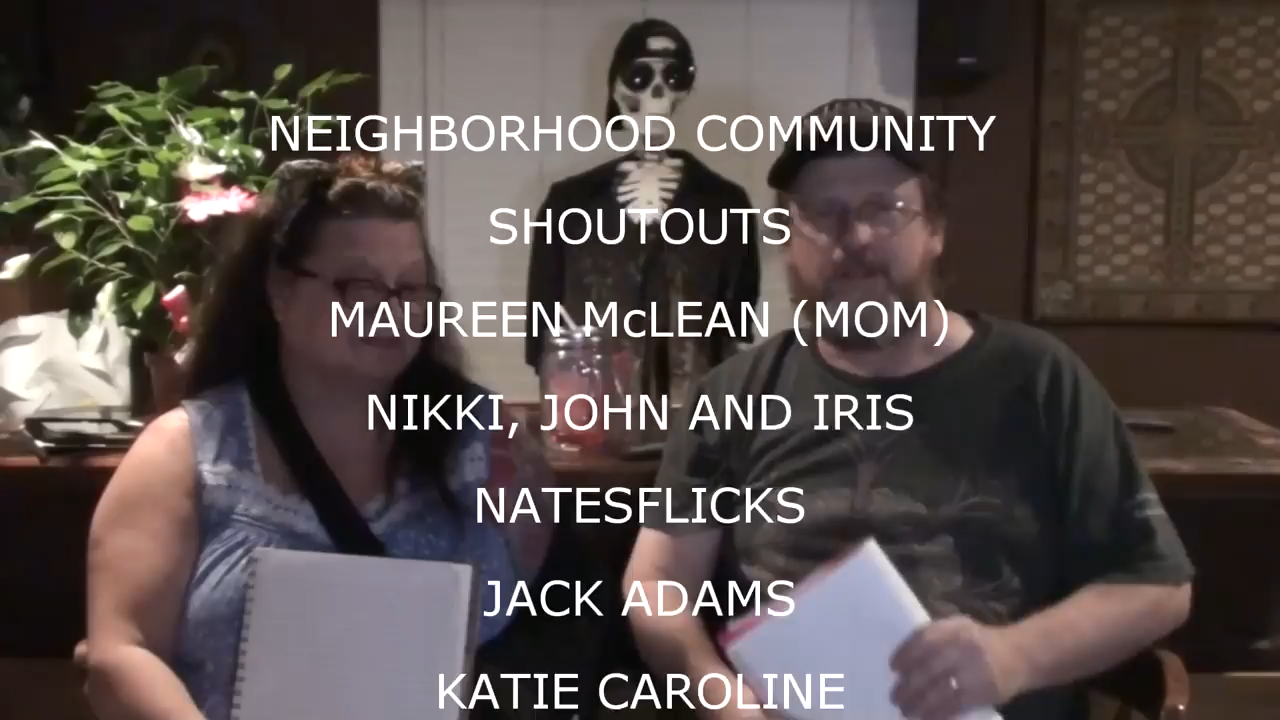 NEIGHBORHOOD COMMUNITY
SHOUTOUTS
MAUREEN McLEAN (MOM)
NIKKI, JOHN AND IRIS
NATESFLICKS
JACK ADAMS
KATIE CAROLINE